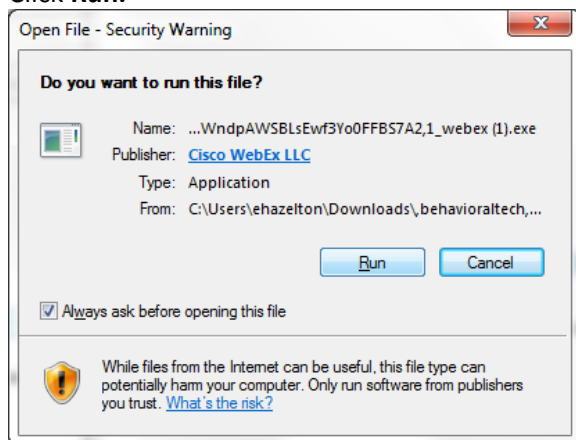 Click Run.
Open File - Security Warning
Do you want to run this file?
Name: ...WndpAWSBLsEwf3Yo0FFBS7A2,1_webex (1).exe
Publisher: Cisco WebEx LLC
Type: Application
From: C:\Users\ehazelton\Downloads\,behavioraltech,...
Run Cancel
Always ask before opening this file
While files from the Internet can be useful, this file type can
potentially harm your computer. Only run software from publishers
you trust. What's the risk?